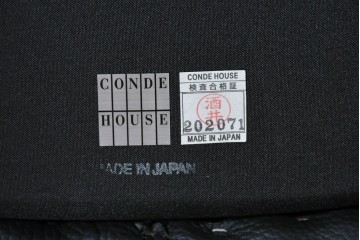 CONDE
HOUSE
CONDE HOUSE
検査合格証
酒井
202071
MADE IN JAPAN
MADE IN JAPAN